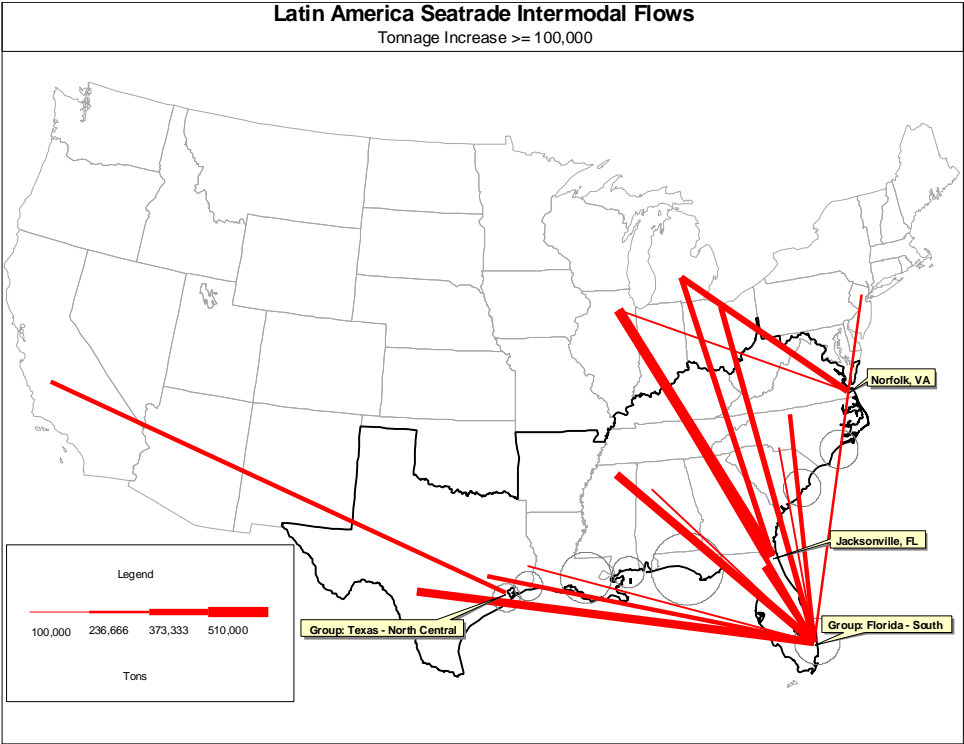 Latin America Seatrade Intermodal Flows
Tonnage Increase >= 100,000
Norfolk, VA
Jacksonville, FL
Group: Florida - South
Group: Texas - North Central
Legend
100,000 236,666 373,333 510,000
Tons